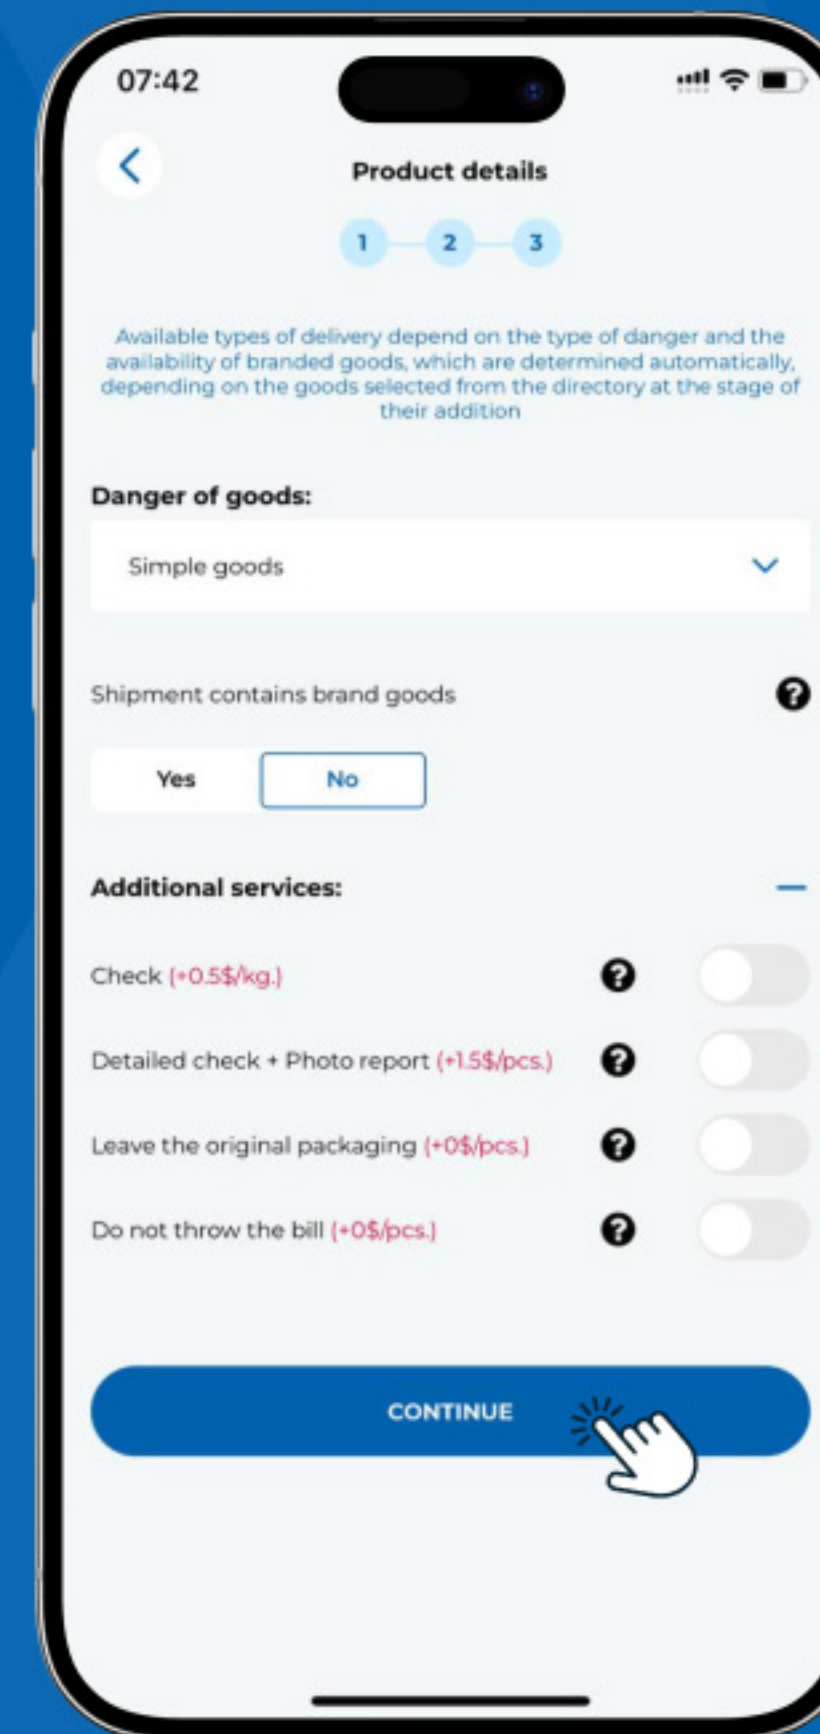 07:42
Product details
1 2 3
Available types of delivery depend on the type of danger and the
availability of branded goods, which are determined automatically,
depending on the goods selected from the directory at the stage of
their addition
Danger of goods:
Simple goods
Shipment contains brand goods ?
Yes No
Additional services:
Check (+0.5$/kg.) ?
Detailed check + Photo report (+1.5$/pcs.) ?
Leave the original packaging (+0$/pcs.) ?
Do not throw the bill (+0$/pcs.) ?
CONTINUE